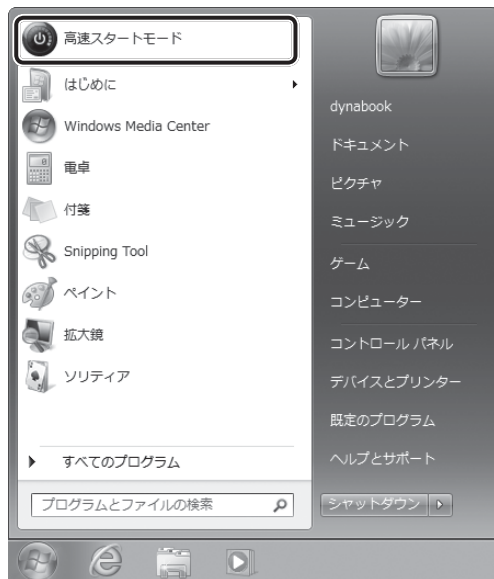 高速スタートモード
はじめに
Windows Media Center
電卓
付箋
Snipping Tool
ペイント
拡大鏡
ソリティア
すべてのプログラム
プログラムとファイルの検索
dynabook
ドキュメント
ピクチャ
ミュージック
ゲーム
コンピューター
コントロール パネル
デバイスとプリンター
既定のプログラム
ヘルプとサポート
シャットダウン